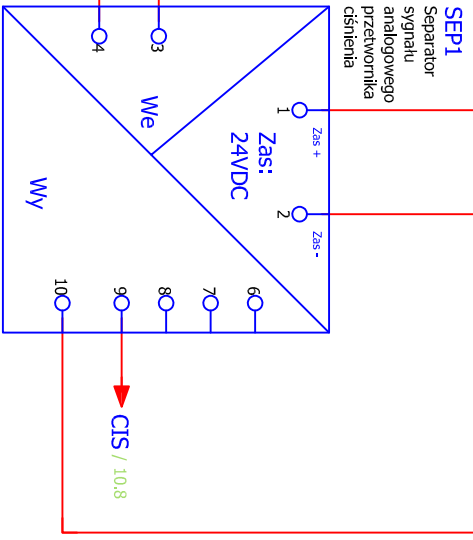 SEP1
Separator
sygnału
analogowego
przetwornika
ciśnienia
1
Zas +
2
Zas -
Zas:
24VDC
3
4
We
Wy
6
7
8
9
10
CIS / 10.8